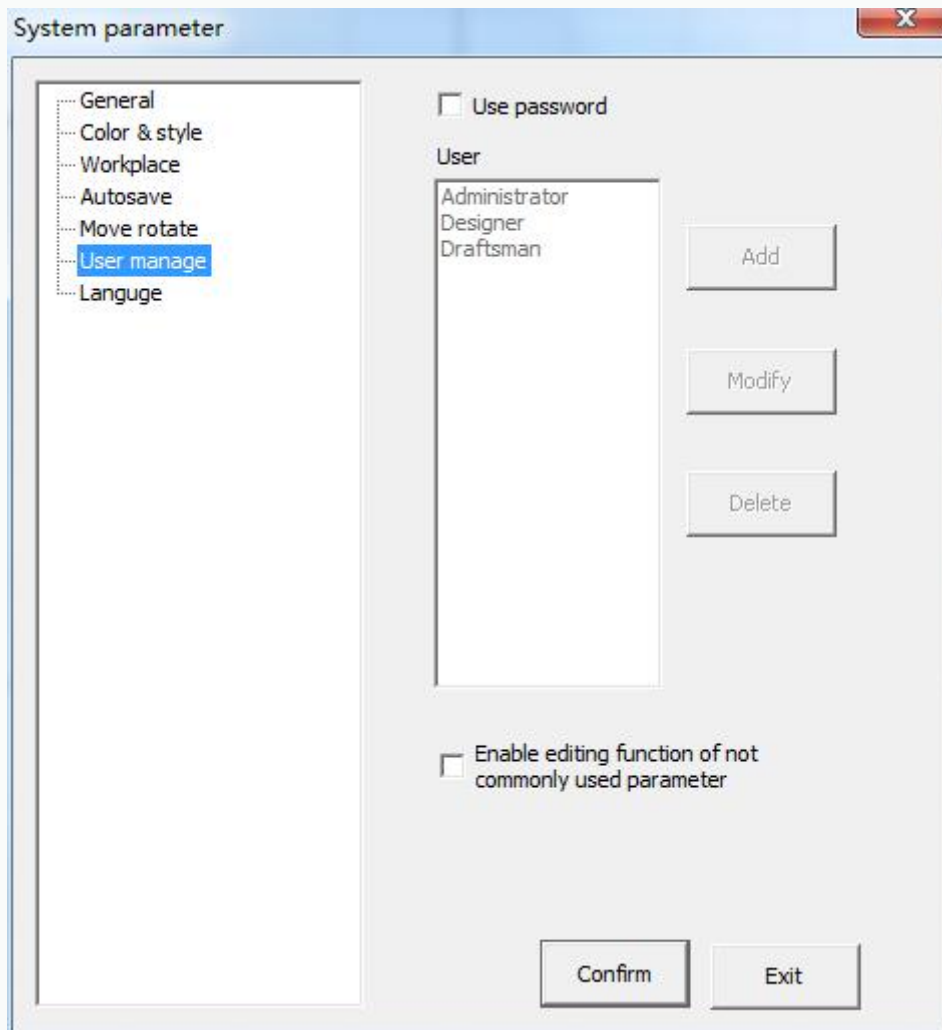 System parameter
General
Color & style
Workplace
Autosave
Move rotate
User manage
Languge
Use password
User
Administrator
Designer
Draftsman
Add
Modify
Delete
Enable editing function of not
commonly used parameter
Confirm
Exit